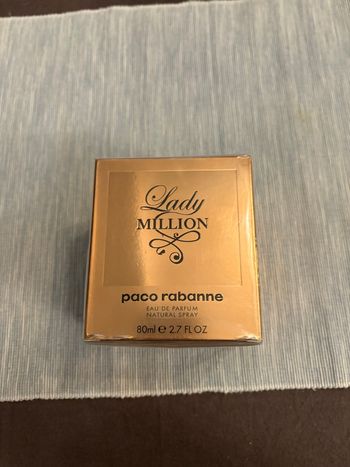 Lady
MILLION
paco rabanne
EAU DE PARFUM
NATURAL SPRAY
80ml ℮ 2.7 FL OZ